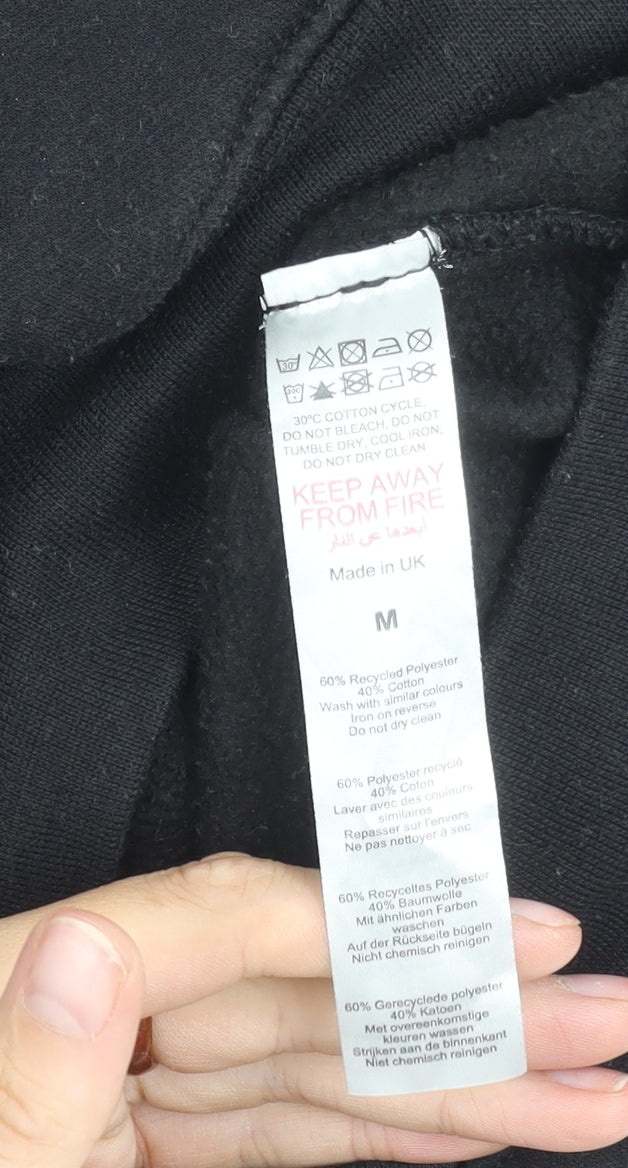 30°
30C
30°C COTTON CYCLE,
DO NOT BLEACH, DO NOT
TUMBLE DRY, COOL IRON,
DO NOT DRY CLEAN
KEEP AWAY
FROM FIRE
ابعدها عن النار
Made in UK
M
60% Recycled Polyester
40% Cotton
Wash with similar colours
Iron on reverse
Do not dry clean
60% Polyester recyclé
40% Coton
Laver avec des couleurs
similaires
Repasser sur l'envers
Ne pas nettoyer à sec
60% Recyceltes Polyester
40% Baumwolle
Mit ähnlichen Farben
waschen
Auf der Rückseite bügeln
Nicht chemisch reinigen
60% Gerecyclede polyester
40% Katoen
Met overeenkomstige
kleuren wassen
Strijken aan de binnenkant
Niet chemisch reinigen